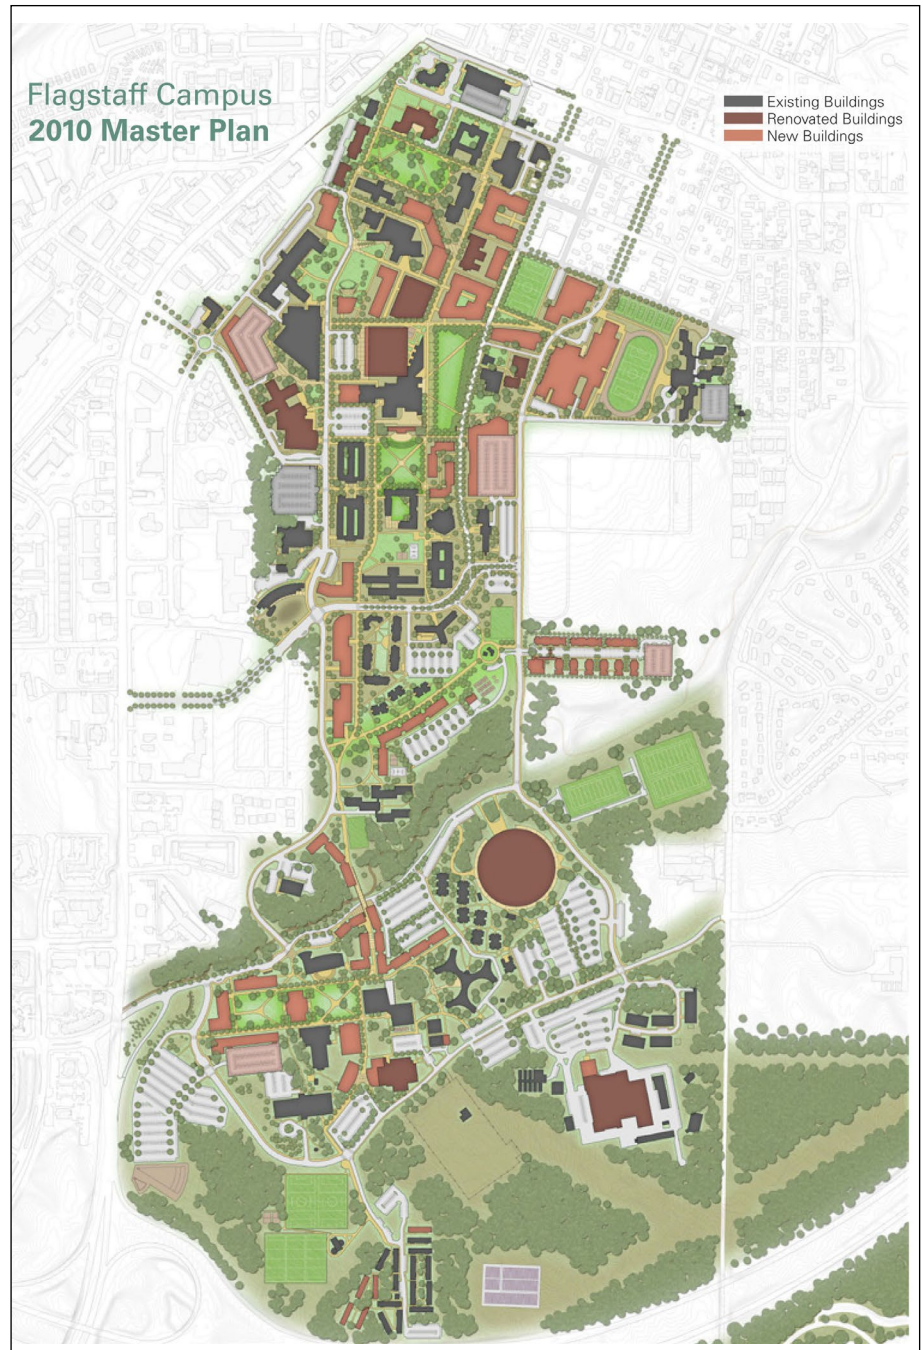 Flagstaff Campus
2010 Master Plan
Existing Buildings
Renovated Buildings
New Buildings